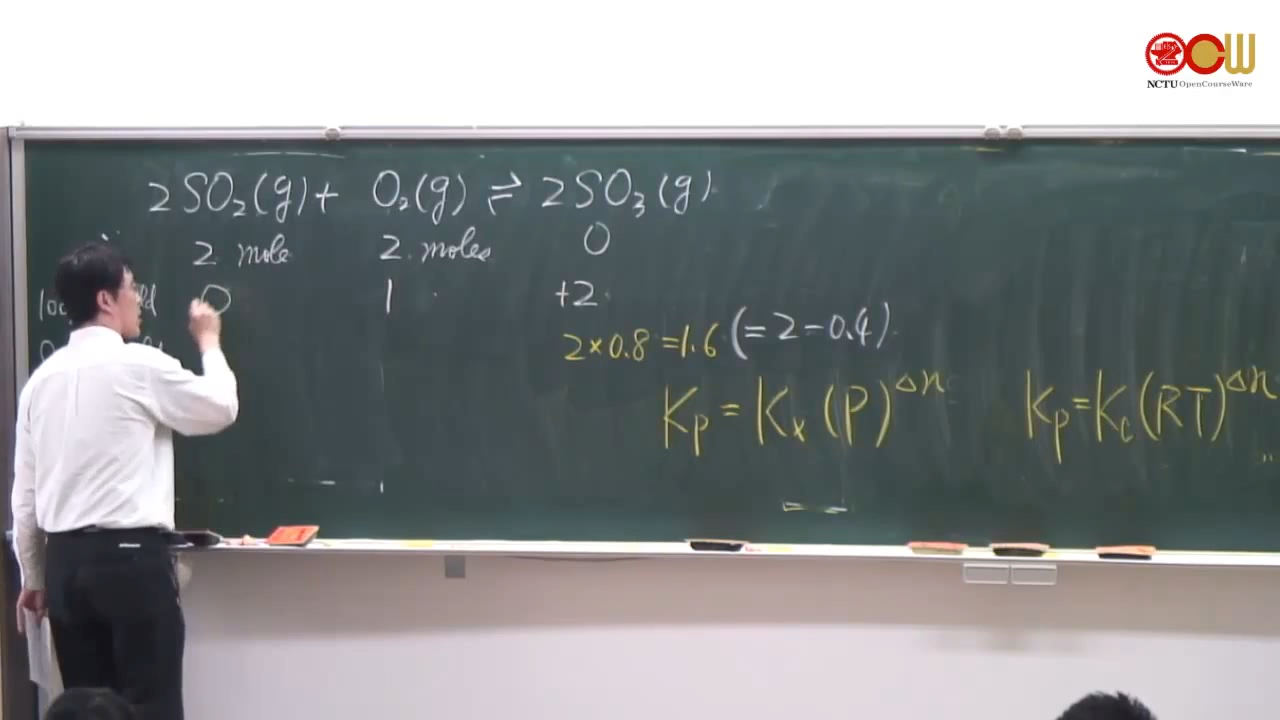 OCW
NCTU OpenCourseWare
2SO₂(g) + O₂(g) ⇌ 2SO₃(g)
2 mole 2 moles 0
0 1 +2
2×0.8=1.6 (=2-0.4)
Kp = Kx (P)^Δn Kp = Kc (RT)^Δn